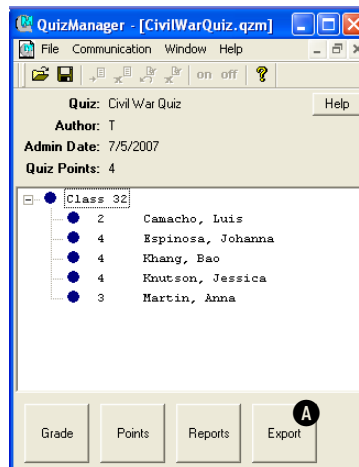 QuizManager - [CivilWarQuiz.qzm]
File Communication Window Help
on off ?
Quiz: Civil War Quiz Help
Author: T
Admin Date: 7/5/2007
Quiz Points: 4
Class 32
2 Camacho, Luis
4 Espinosa, Johanna
4 Khang, Bao
4 Knutson, Jessica
3 Martin, Anna
A
Grade Points Reports Export